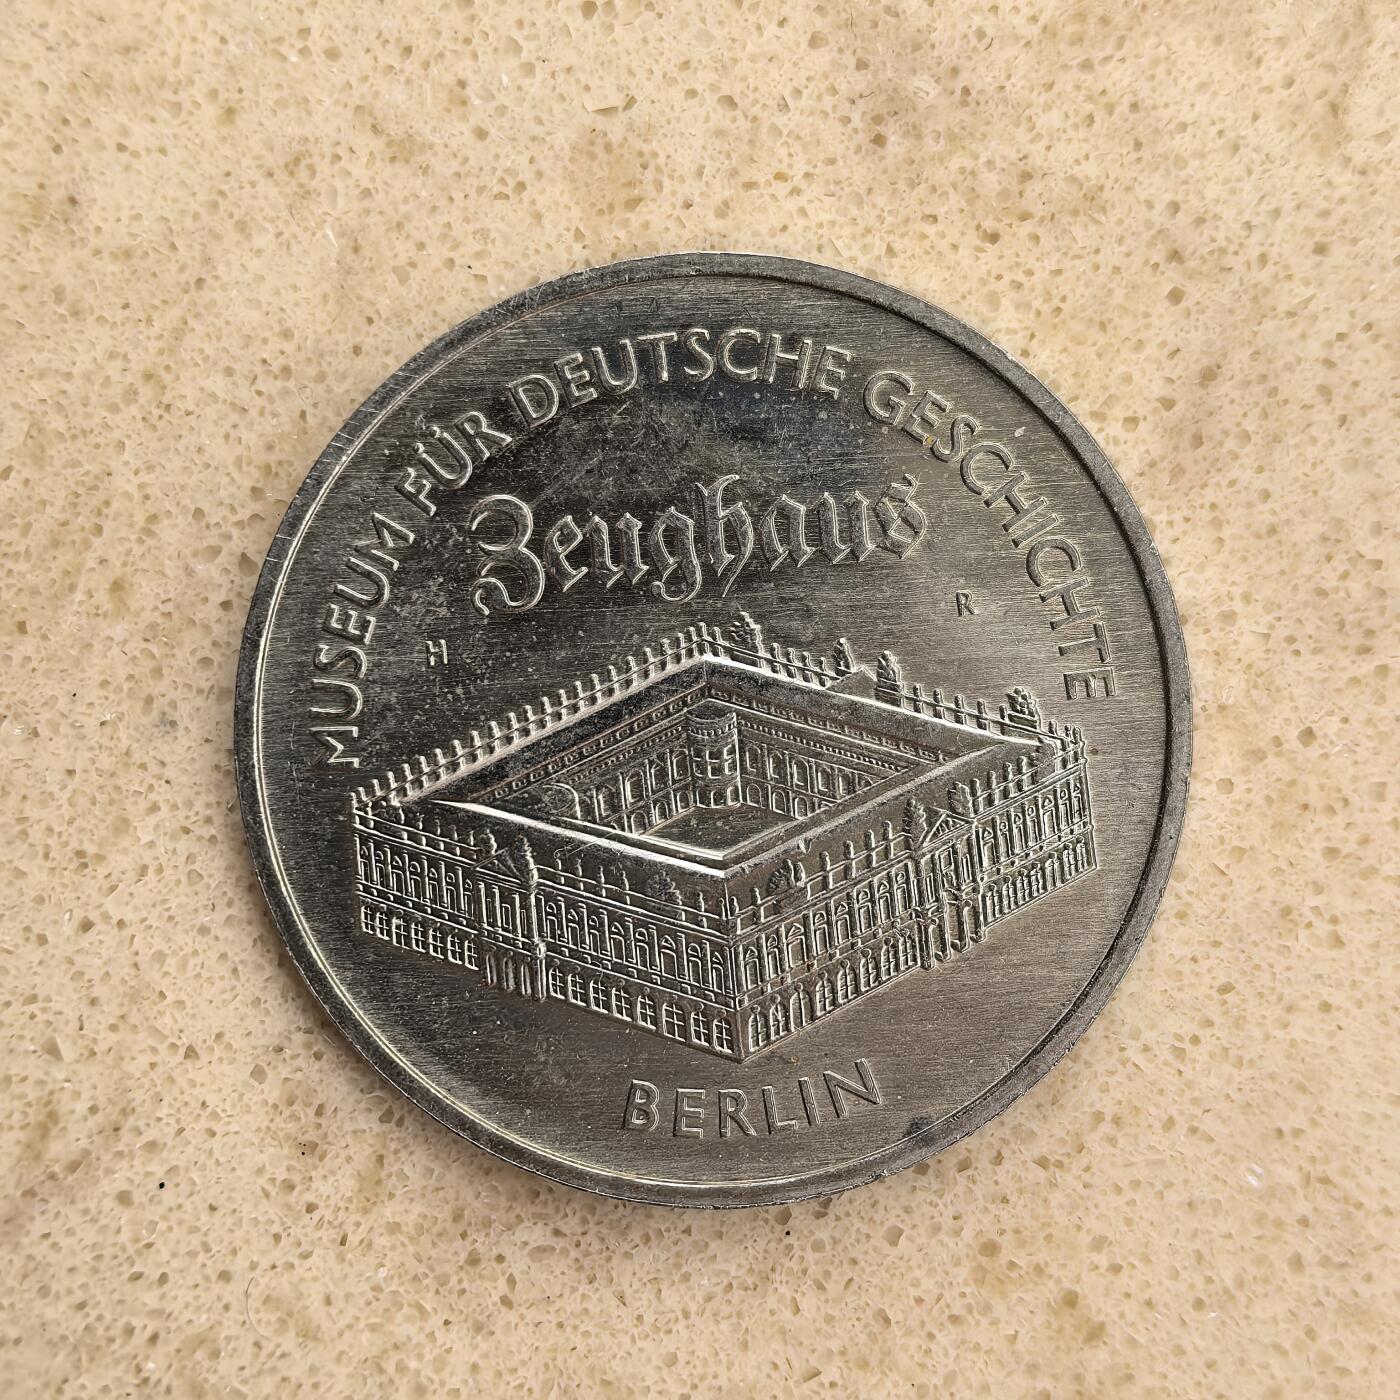 MUSEUM FÜR DEUTSCHE GESCHICHTE
Zeughaus
H R
BERLIN